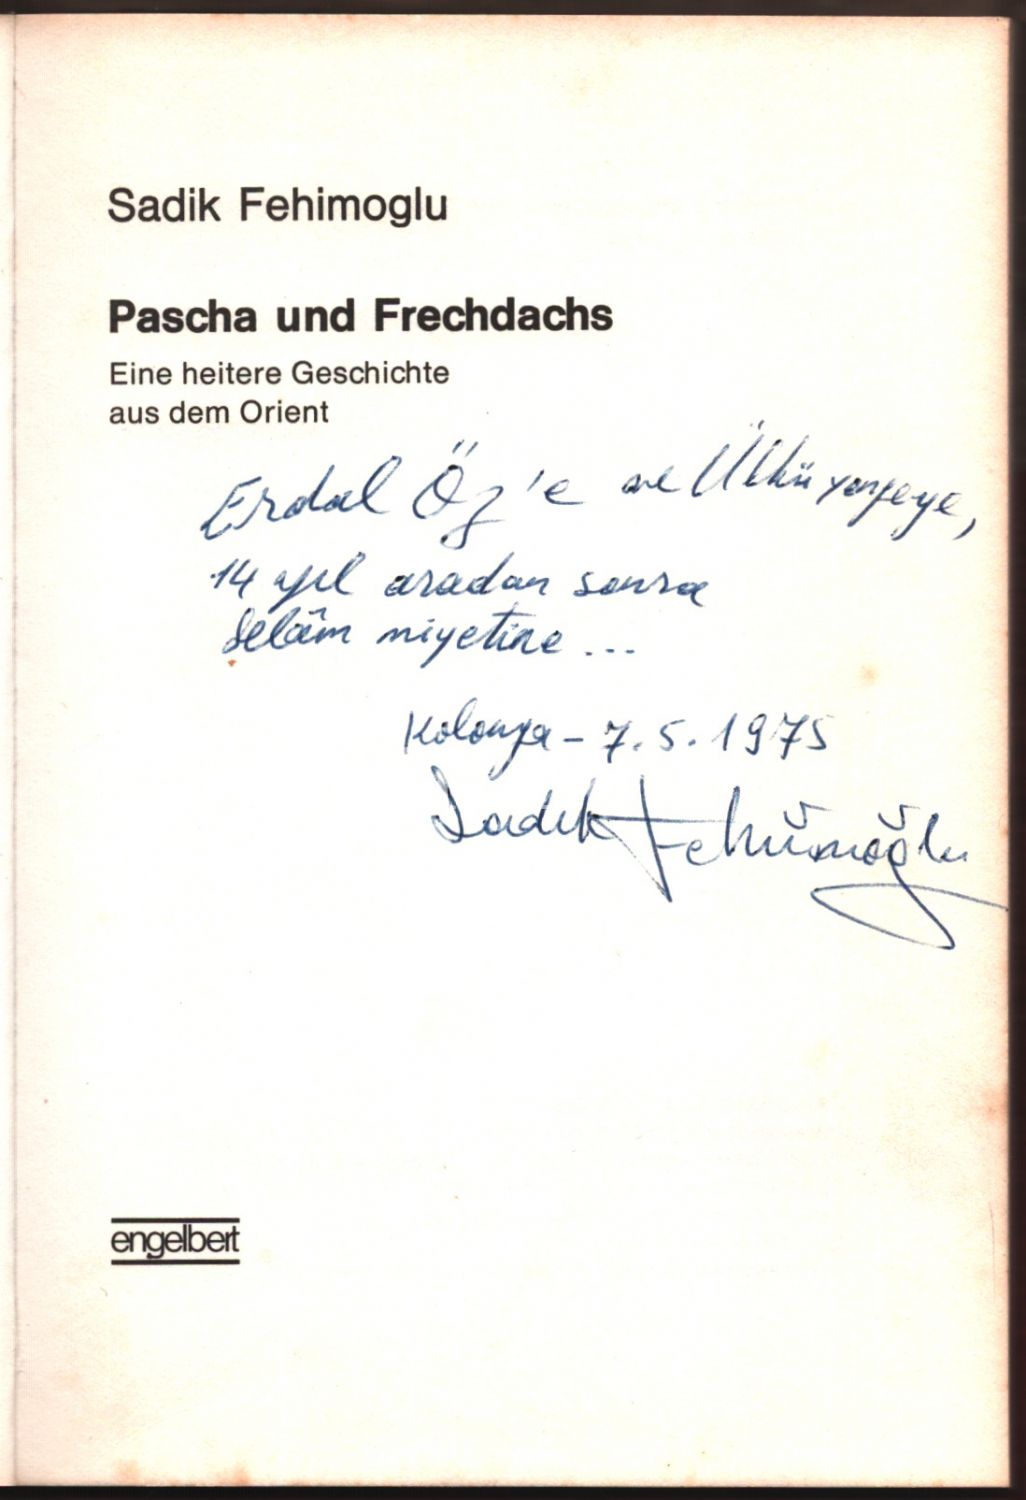 Sadik Fehimoglu
Pascha und Frechdachs
Eine heitere Geschichte
aus dem Orient
Erdal Öz'e ve Ülkü yengeye,
14 yıl aradan sonra
selâm niyetine ...
Kolonya – 7.5.1975
Sadık Fehimoğlu
engelbert